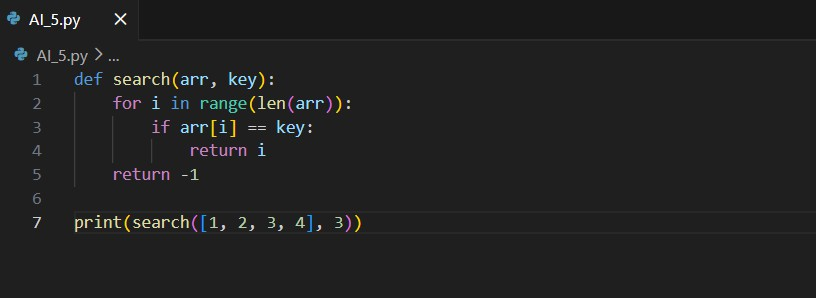 AI_5.py ×
AI_5.py > ...
1 def search(arr, key):
2     for i in range(len(arr)):
3         if arr[i] == key:
4             return i
5     return -1
6
7 print(search([1, 2, 3, 4], 3))